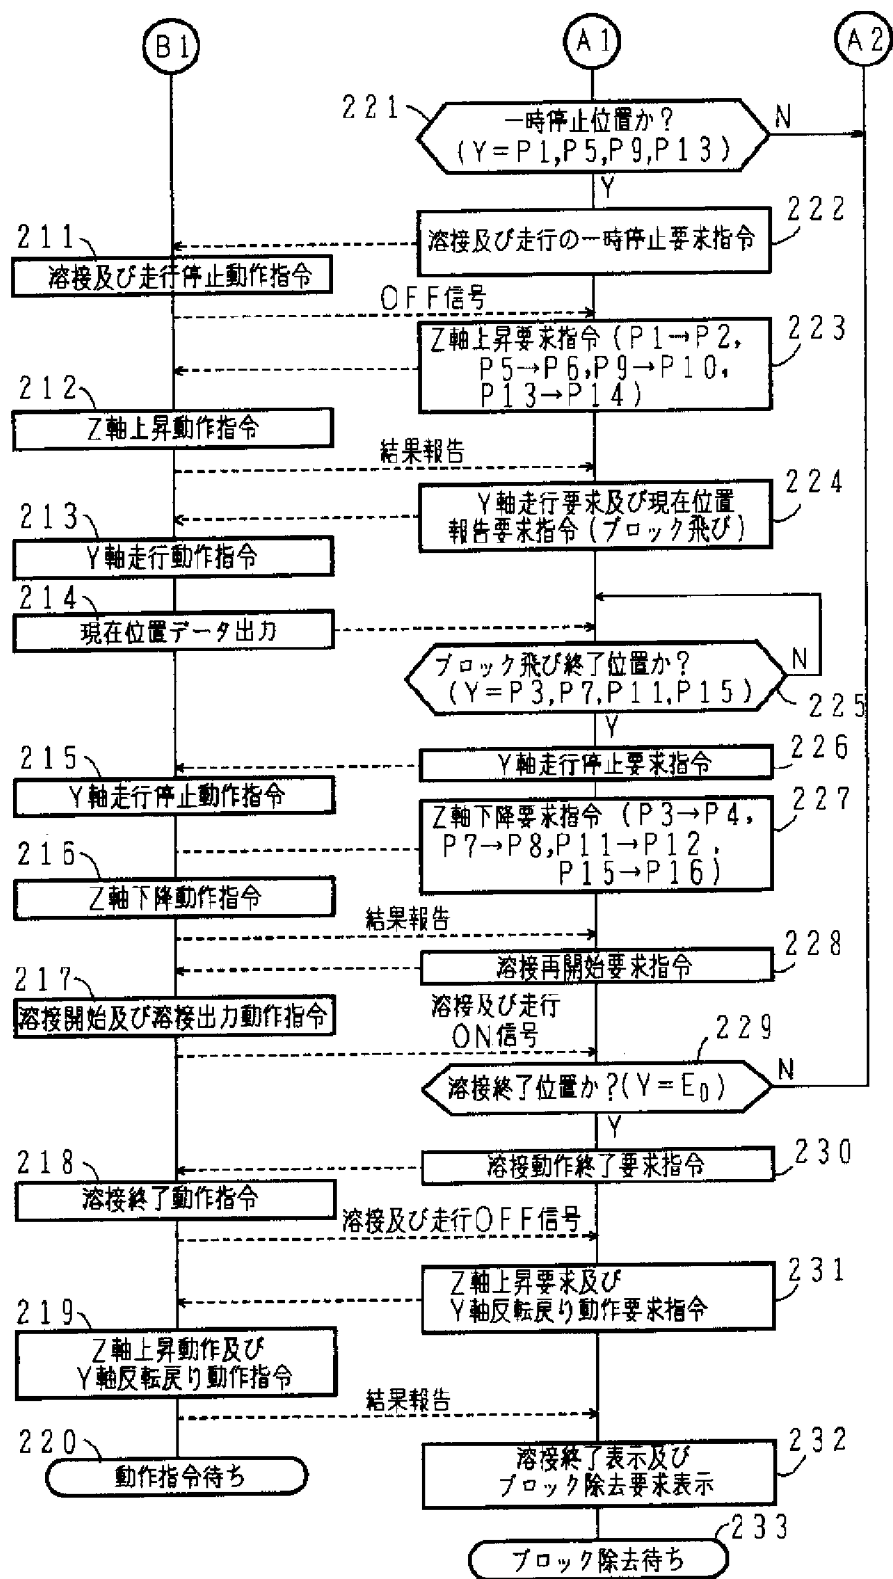 B1
A1
A2
221
一時停止位置か?
(Y=P1,P5,P9,P13)
N
Y
222
溶接及び走行の一時停止要求指令
211
溶接及び走行停止動作指令
OFF信号
223
Z軸上昇要求指令(P1→P2,
P5→P6,P9→P10,
P13→P14)
212
Z軸上昇動作指令
結果報告
224
Y軸走行要求及び現在位置
報告要求指令(ブロック飛び)
213
Y軸走行動作指令
214
現在位置データ出力
ブロック飛び終了位置か?
(Y=P3,P7,P11,P15)
N
225
Y
226
Y軸走行停止要求指令
215
Y軸走行停止動作指令
227
Z軸下降要求指令(P3→P4,
P7→P8,P11→P12,
P15→P16)
216
Z軸下降動作指令
結果報告
228
溶接再開始要求指令
217
溶接開始及び溶接出力動作指令
溶接及び走行
ON信号
229
溶接終了位置か?(Y=E0)
N
Y
230
溶接動作終了要求指令
218
溶接終了動作指令
溶接及び走行OFF信号
231
Z軸上昇要求及び
Y軸反転戻り動作要求指令
219
Z軸上昇動作及び
Y軸反転戻り動作指令
結果報告
220
動作指令待ち
232
溶接終了表示及び
ブロック除去要求表示
233
ブロック除去待ち